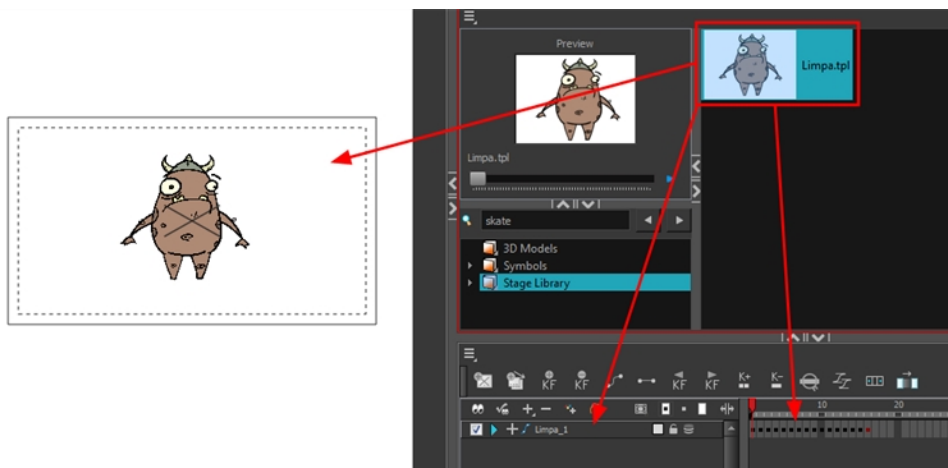 Preview
Limpa.tpl
Limpa.tpl
skate
3D Models
Symbols
Stage Library
KF KF KF KF K+ K-
10 20
Limpa_1